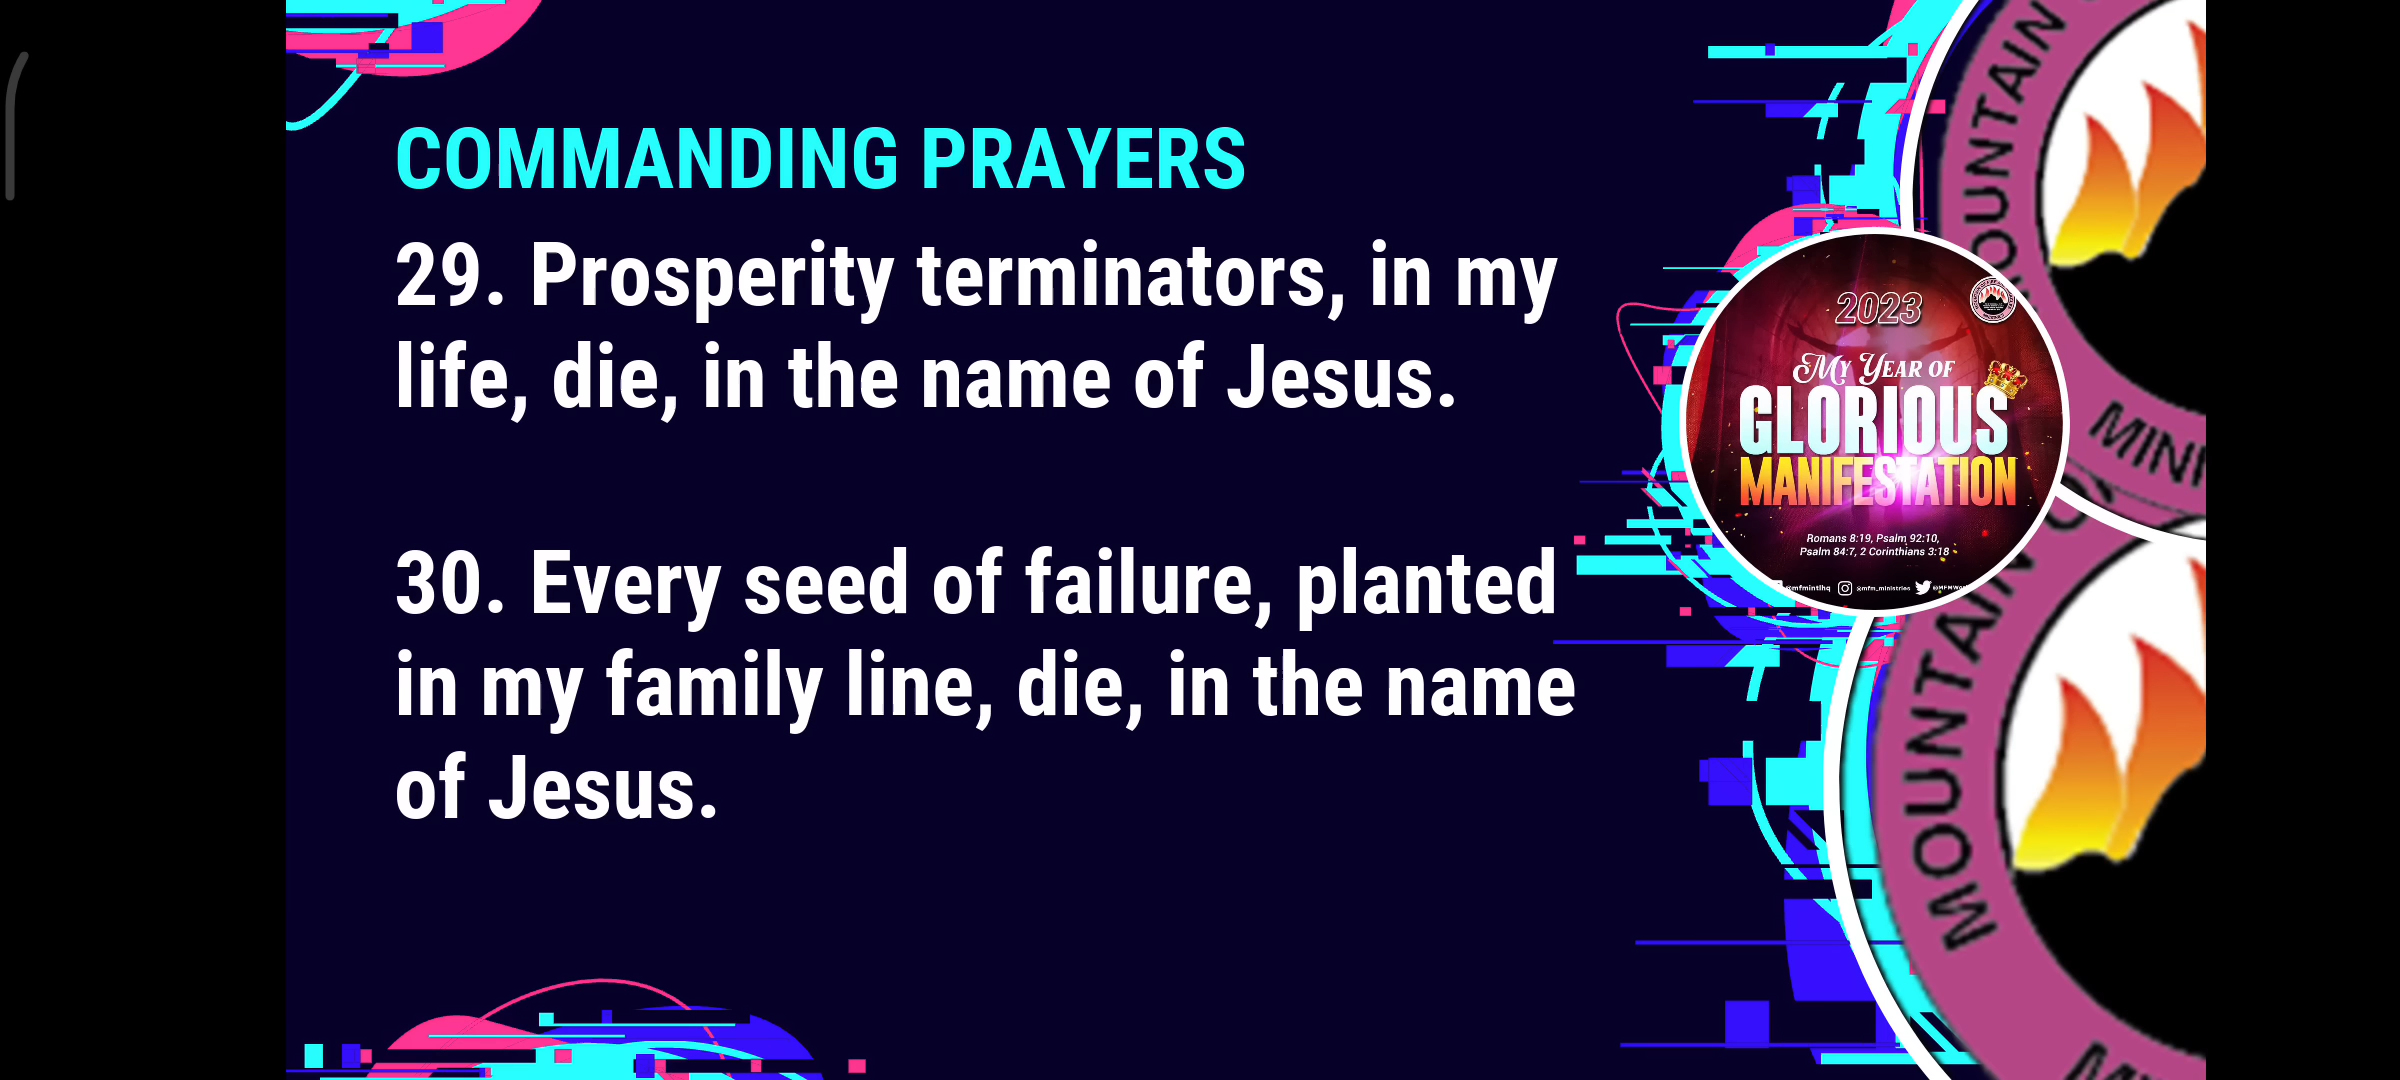 COMMANDING PRAYERS
29. Prosperity terminators, in my
life, die, in the name of Jesus.
30. Every seed of failure, planted
in my family line, die, in the name
of Jesus.
2023
MY YEAR OF
GLORIOUS
MANIFESTATION
Romans 8:19, Psalm 92:10,
Psalm 84:7, 2 Corinthians 3:18
@mfm_ministries
MOUNTAIN
MOUNTAIN